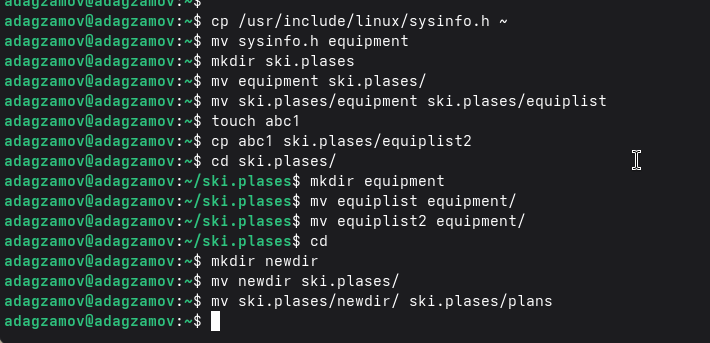 adagzamov@adagzamov:~$
adagzamov@adagzamov:~$ cp /usr/include/linux/sysinfo.h ~
adagzamov@adagzamov:~$ mv sysinfo.h equipment
adagzamov@adagzamov:~$ mkdir ski.plases
adagzamov@adagzamov:~$ mv equipment ski.plases/
adagzamov@adagzamov:~$ mv ski.plases/equipment ski.plases/equiplist
adagzamov@adagzamov:~$ touch abc1
adagzamov@adagzamov:~$ cp abc1 ski.plases/equiplist2
adagzamov@adagzamov:~$ cd ski.plases/
adagzamov@adagzamov:~/ski.plases$ mkdir equipment
adagzamov@adagzamov:~/ski.plases$ mv equiplist equipment/
adagzamov@adagzamov:~/ski.plases$ mv equiplist2 equipment/
adagzamov@adagzamov:~/ski.plases$ cd
adagzamov@adagzamov:~$ mkdir newdir
adagzamov@adagzamov:~$ mv newdir ski.plases/
adagzamov@adagzamov:~$ mv ski.plases/newdir/ ski.plases/plans
adagzamov@adagzamov:~$